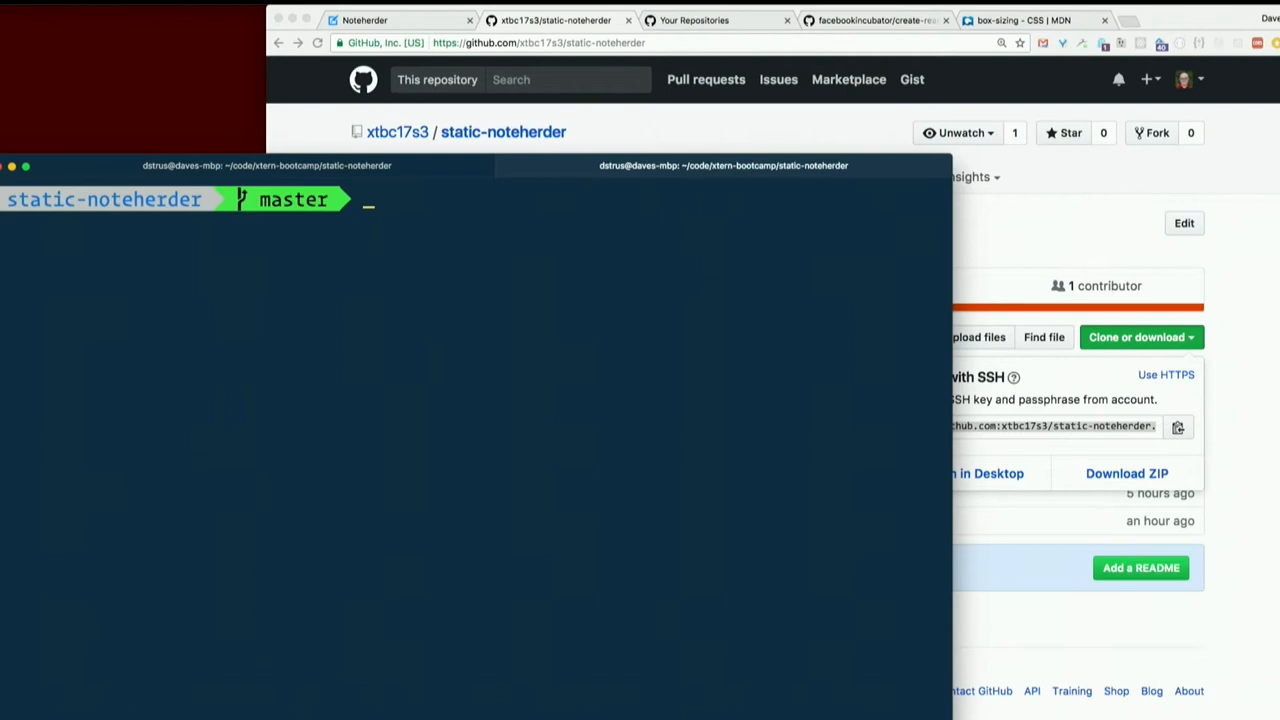 Noteherder
xtbc17s3/static-noteherder
Your Repositories
facebookincubator/create-rea
box-sizing - CSS | MDN
Dave
GitHub, Inc. [US]
https://github.com/xtbc17s3/static-noteherder
40
This repository
Search
Pull requests
Issues
Marketplace
Gist
xtbc17s3 / static-noteherder
Unwatch
1
Star
0
Fork
0
dstrus@daves-mbp: ~/code/xtern-bootcamp/static-noteherder
dstrus@daves-mbp: ~/code/xtern-bootcamp/static-noteherder
nsights
static-noteherder
master
Edit
1 contributor
pload files
Find file
Clone or download
with SSH
Use HTTPS
SSH key and passphrase from account.
thub.com:xtbc17s3/static-noteherder.
n in Desktop
Download ZIP
5 hours ago
an hour ago
Add a README
ntact GitHub
API
Training
Shop
Blog
About